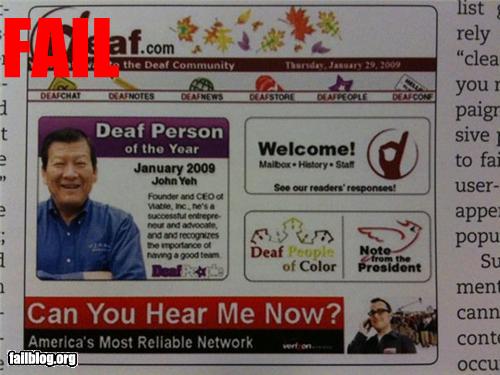 FAIL
Deaf.com
to the Deaf Community
Thursday, January 29, 2009
DEAFCHAT DEAFNOTES DEAFNEWS DEAFSTORE DEAFPEOPLE DEAFCONF
HELLO
Deaf Person
of the Year
January 2009
John Yeh
Founder and CEO of
Viable, Inc., he's a
successful entrepre-
neur and advocate,
and and recognizes
the importance of
having a good team.
DeafPeople
Welcome!
Mailbox • History • Staff
See our readers' responses!
Deaf People
of Color
Note
from the
President
Can You Hear Me Now?
America's Most Reliable Network
verizon
failblog.org
list
rely
"clea
you
paign
sive
to fai
user-
popu
Su
ment
cann
conte
occu